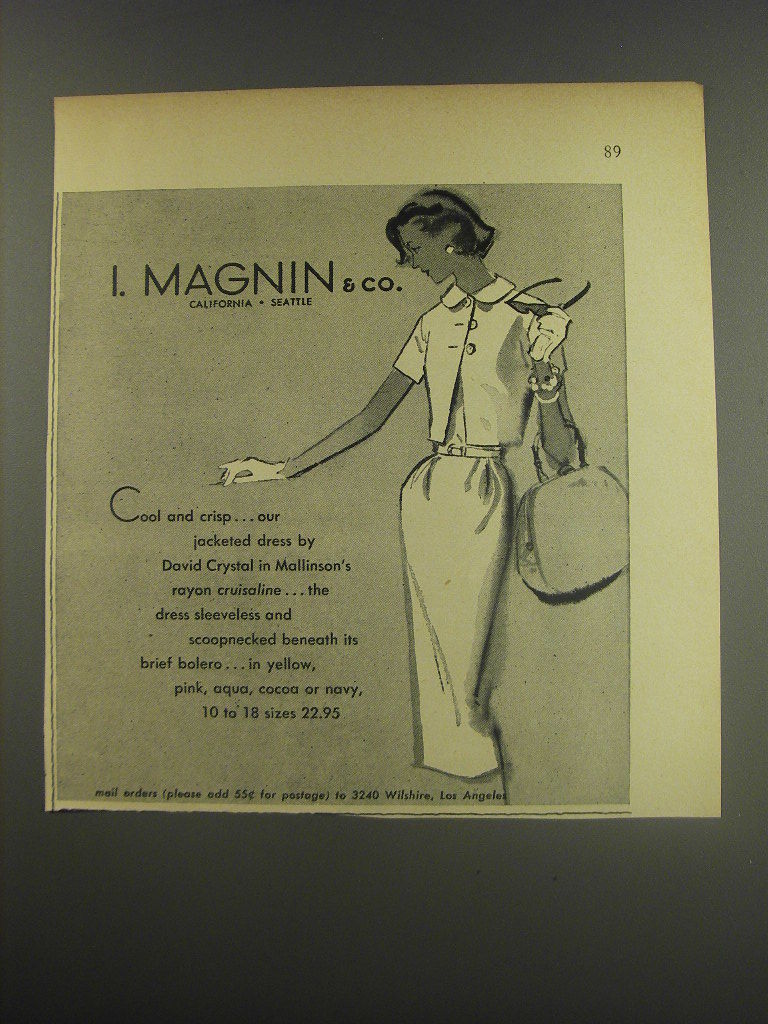 89
I. MAGNIN & CO.
CALIFORNIA • SEATTLE
Cool and crisp... our
jacketed dress by
David Crystal in Mallinson's
rayon cruisaline... the
dress sleeveless and
scoopnecked beneath its
brief bolero... in yellow,
pink, aqua, cocoa or navy,
10 to 18 sizes 22.95
mail orders (please add 55¢ for postage) to 3240 Wilshire, Los Angeles